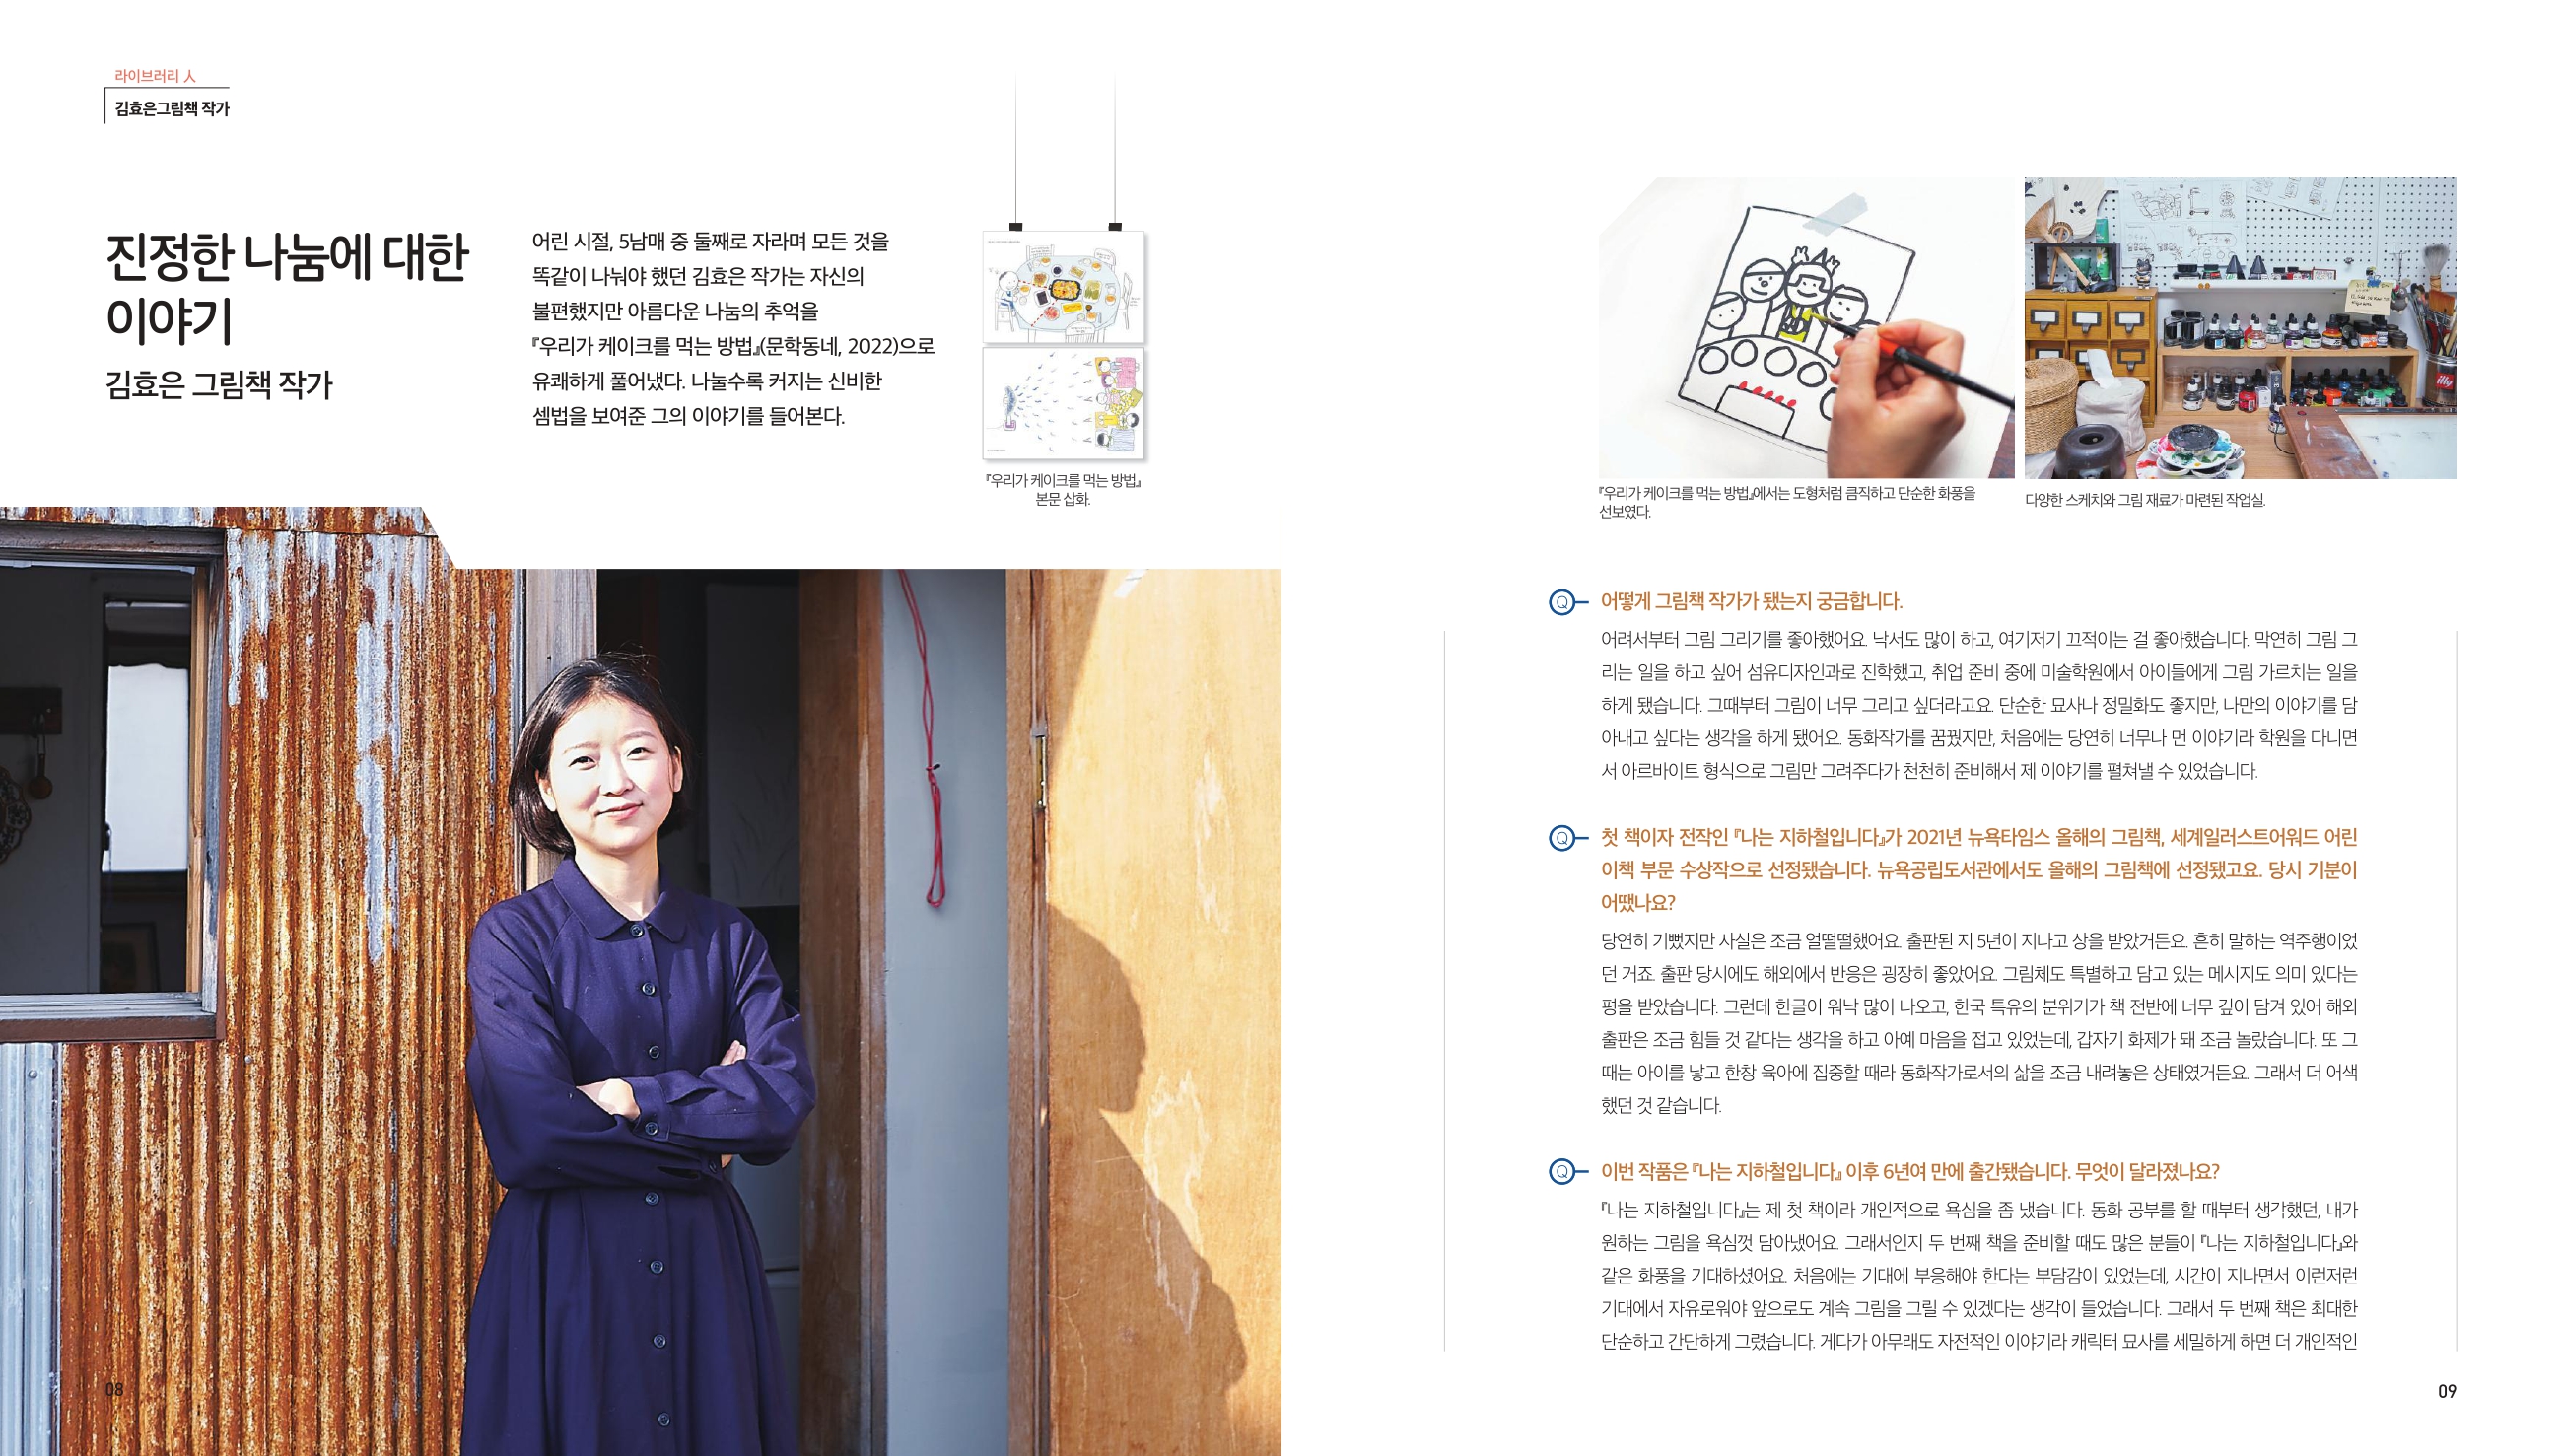 라이브러리 人
김효은그림책 작가
진정한 나눔에 대한
이야기
김효은 그림책 작가
어린 시절, 5남매 중 둘째로 자라며 모든 것을
똑같이 나눠야 했던 김효은 작가는 자신의
불편했지만 아름다운 나눔의 추억을
『우리가 케이크를 먹는 방법』(문학동네, 2022)으로
유쾌하게 풀어냈다. 나눌수록 커지는 신비한
셈법을 보여준 그의 이야기를 들어본다.
『우리가 케이크를 먹는 방법』
본문 삽화.
08
『우리가 케이크를 먹는 방법』에서는 도형처럼 큼직하고 단순한 화풍을
선보였다.
illy
다양한 스케치와 그림 재료가 마련된 작업실.
Q 어떻게 그림책 작가가 됐는지 궁금합니다.
어려서부터 그림 그리기를 좋아했어요. 낙서도 많이 하고, 여기저기 끄적이는 걸 좋아했습니다. 막연히 그림 그
리는 일을 하고 싶어 섬유디자인과로 진학했고, 취업 준비 중에 미술학원에서 아이들에게 그림 가르치는 일을
하게 됐습니다. 그때부터 그림이 너무 그리고 싶더라고요. 단순한 묘사나 정밀화도 좋지만, 나만의 이야기를 담
아내고 싶다는 생각을 하게 됐어요. 동화작가를 꿈꿨지만, 처음에는 당연히 너무나 먼 이야기라 학원을 다니면
서 아르바이트 형식으로 그림만 그려주다가 천천히 준비해서 제 이야기를 펼쳐낼 수 있었습니다.
Q 첫 책이자 전작인 『나는 지하철입니다』가 2021년 뉴욕타임스 올해의 그림책, 세계일러스트어워드 어린
이책 부문 수상작으로 선정됐습니다. 뉴욕공립도서관에서도 올해의 그림책에 선정됐고요. 당시 기분이
어땠나요?
당연히 기뻤지만 사실은 조금 얼떨떨했어요. 출판된 지 5년이 지나고 상을 받았거든요. 흔히 말하는 역주행이었
던 거죠. 출판 당시에도 해외에서 반응은 굉장히 좋았어요. 그림체도 특별하고 담고 있는 메시지도 의미 있다는
평을 받았습니다. 그런데 한글이 워낙 많이 나오고, 한국 특유의 분위기가 책 전반에 너무 깊이 담겨 있어 해외
출판은 조금 힘들 것 같다는 생각을 하고 아예 마음을 접고 있었는데, 갑자기 화제가 돼 조금 놀랐습니다. 또 그
때는 아이를 낳고 한창 육아에 집중할 때라 동화작가로서의 삶을 조금 내려놓은 상태였거든요. 그래서 더 어색
했던 것 같습니다.
Q 이번 작품은 『나는 지하철입니다』 이후 6년여 만에 출간됐습니다. 무엇이 달라졌나요?
『나는 지하철입니다』는 제 첫 책이라 개인적으로 욕심을 좀 냈습니다. 동화 공부를 할 때부터 생각했던, 내가
원하는 그림을 욕심껏 담아냈어요. 그래서인지 두 번째 책을 준비할 때도 많은 분들이 『나는 지하철입니다』와
같은 화풍을 기대하셨어요. 처음에는 기대에 부응해야 한다는 부담감이 있었는데, 시간이 지나면서 이런저런
기대에서 자유로워야 앞으로도 계속 그림을 그릴 수 있겠다는 생각이 들었습니다. 그래서 두 번째 책은 최대한
단순하고 간단하게 그렸습니다. 게다가 아무래도 자전적인 이야기라 캐릭터 묘사를 세밀하게 하면 더 개인적인
09